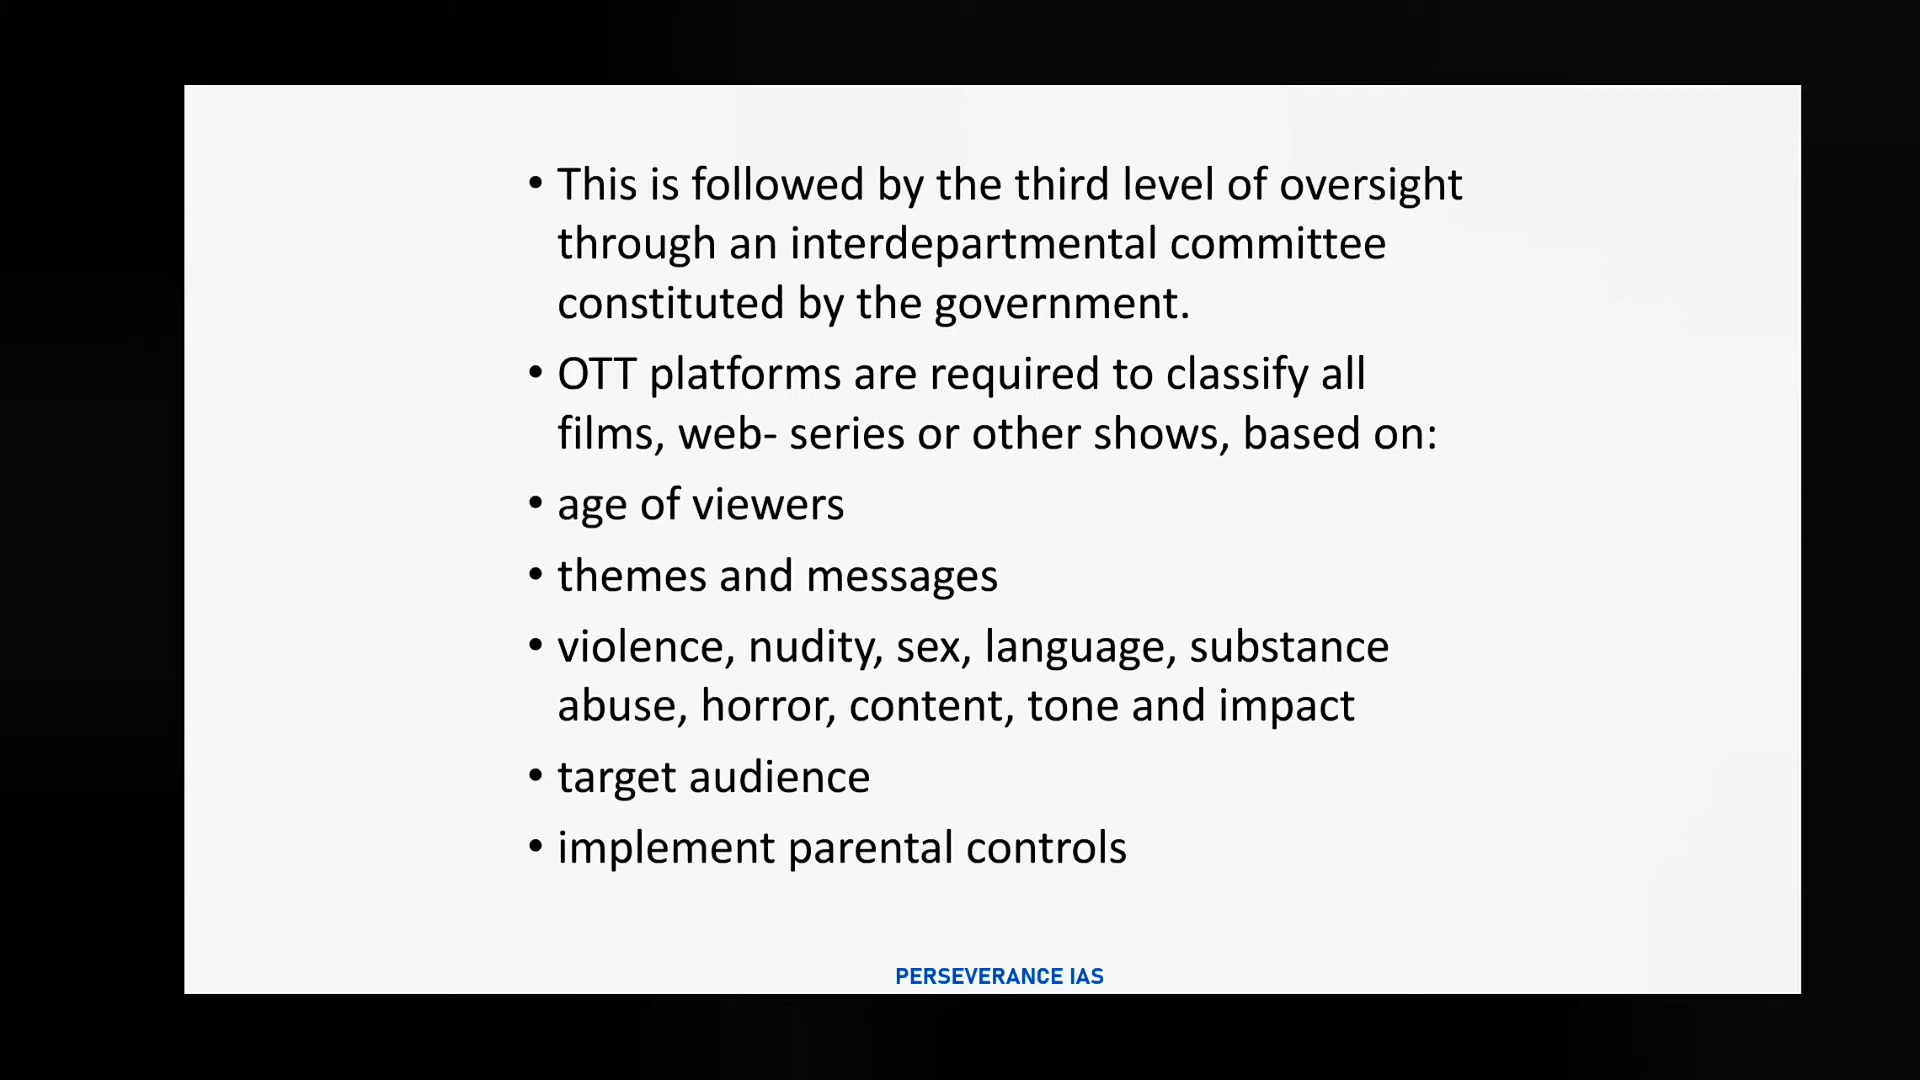 • This is followed by the third level of oversight
through an interdepartmental committee
constituted by the government.
• OTT platforms are required to classify all
films, web- series or other shows, based on:
• age of viewers
• themes and messages
• violence, nudity, sex, language, substance
abuse, horror, content, tone and impact
• target audience
• implement parental controls
PERSEVERANCE IAS